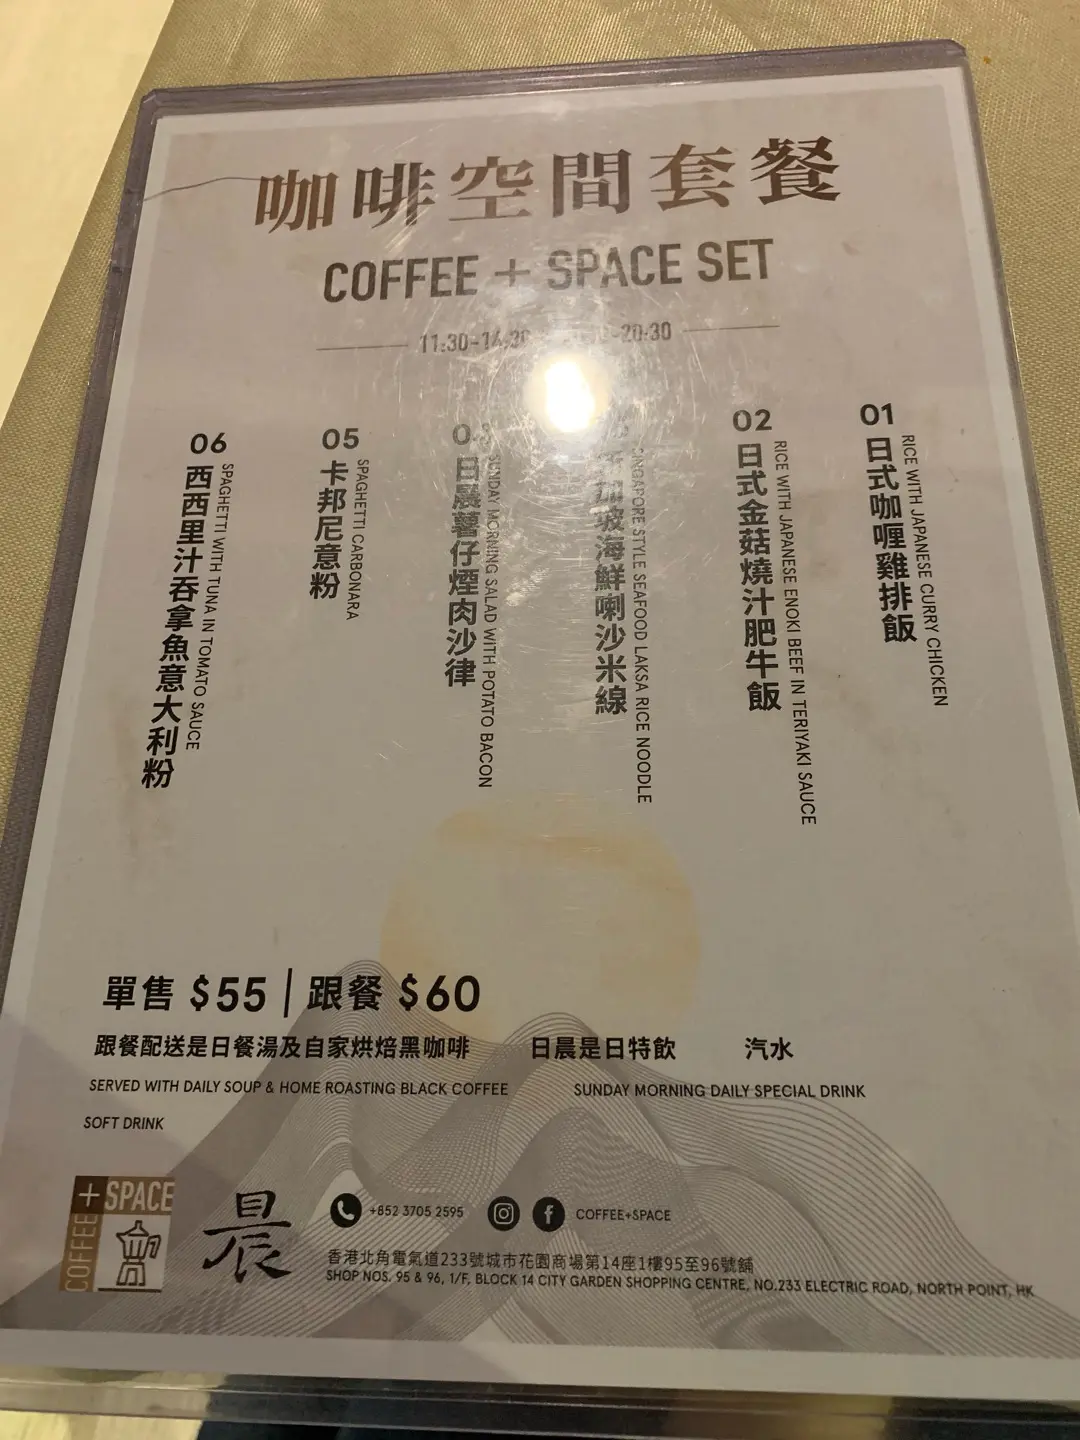 咖啡空間套餐
COFFEE + SPACE SET
11:30-14:30 -20:30
01
日式咖喱雞排飯
RICE WITH JAPANESE CURRY CHICKEN
02
日式金菇燒汁肥牛飯
RICE WITH JAPANESE ENOKI BEEF IN TERIYAKI SAUCE
加坡海鮮喇沙米線
SINGAPORE STYLE SEAFOOD LAKSA RICE NOODLE
04
日晨薯仔煙肉沙律
SUNDAY MORNING SALAD WITH POTATO BACON
05
卡邦尼意粉
SPAGHETTI CARBONARA
06
西西里汁吞拿魚意大利粉
SPAGHETTI WITH TUNA IN TOMATO SAUCE
單售 $55 | 跟餐 $60
跟餐配送是日餐湯及自家烘焙黑咖啡 日晨是日特飲 汽水
SERVED WITH DAILY SOUP & HOME ROASTING BLACK COFFEE SUNDAY MORNING DAILY SPECIAL DRINK
SOFT DRINK
COFFEE + SPACE
晨
+852 3705 2595 COFFEE+SPACE
香港北角電氣道233號城市花園商場第14座1樓95至96號舖
SHOP NOS. 95 & 96, 1/F, BLOCK 14 CITY GARDEN SHOPPING CENTRE, NO.233 ELECTRIC ROAD, NORTH POINT, HK